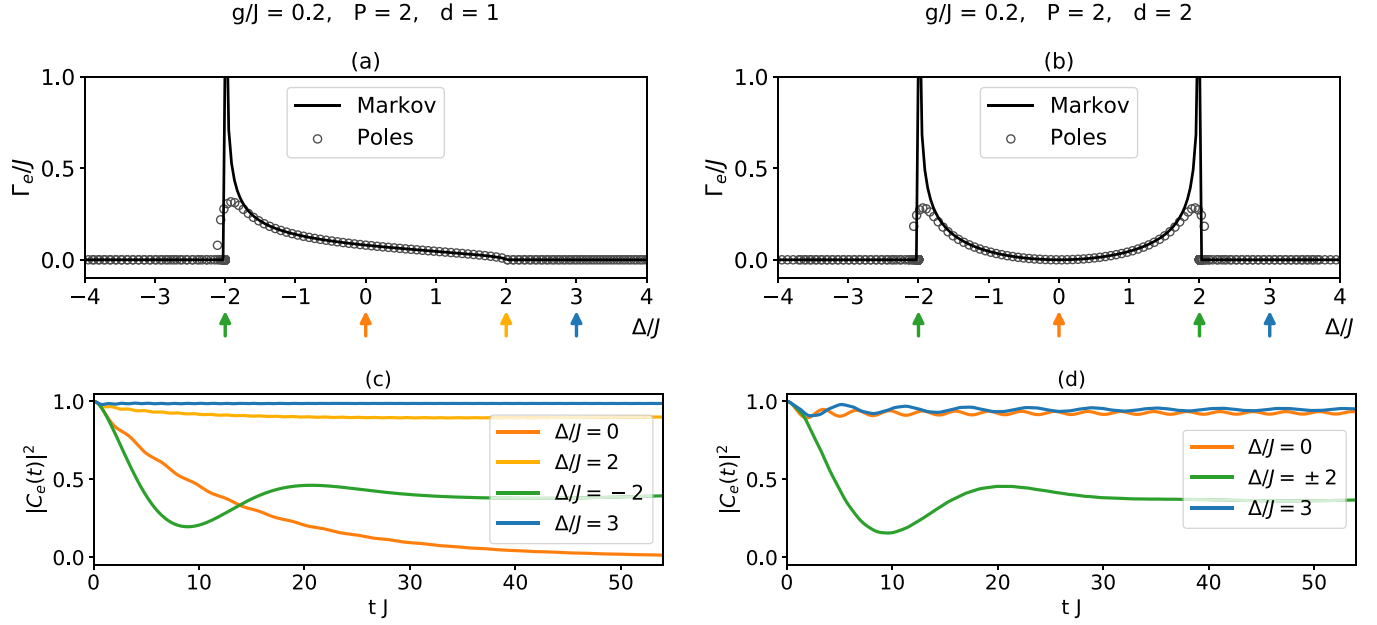 g/J = 0.2, P = 2, d = 1
(a)
1.0
0.5
0.0
Γe/J
Markov
Poles
−4 −3 −2 −1 0 1 2 3 4
Δ/J
g/J = 0.2, P = 2, d = 2
(b)
1.0
0.5
0.0
Γe/J
Markov
Poles
−4 −3 −2 −1 0 1 2 3 4
Δ/J
(c)
1.0
0.5
0.0
|Ce(t)|²
Δ/J = 0
Δ/J = 2
Δ/J = −2
Δ/J = 3
0 10 20 30 40 50
t J
(d)
1.0
0.5
0.0
|Ce(t)|²
Δ/J = 0
Δ/J = ±2
Δ/J = 3
0 10 20 30 40 50
t J